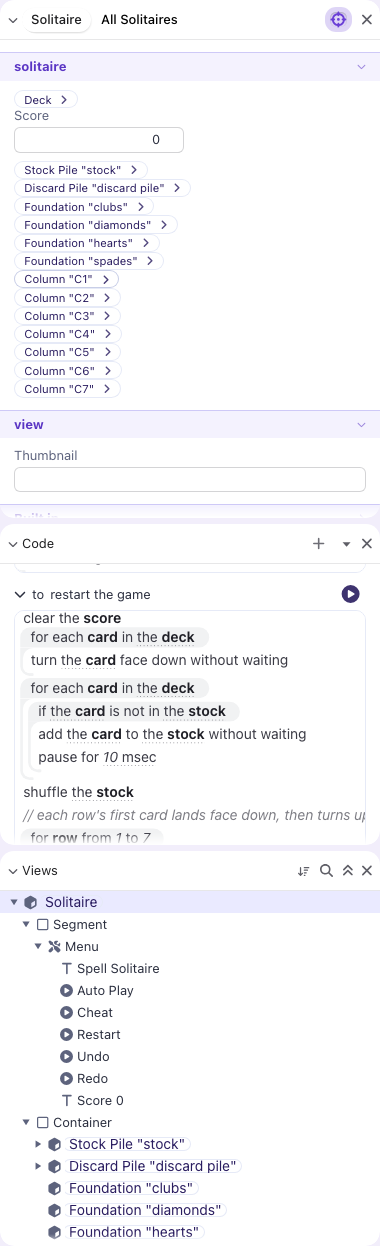 Solitaire All Solitaires
solitaire
Deck
Score
0
Stock Pile "stock"
Discard Pile "discard pile"
Foundation "clubs"
Foundation "diamonds"
Foundation "hearts"
Foundation "spades"
Column "C1"
Column "C2"
Column "C3"
Column "C4"
Column "C5"
Column "C6"
Column "C7"
view
Thumbnail
Code
to restart the game
clear the score
for each card in the deck
turn the card face down without waiting
for each card in the deck
if the card is not in the stock
add the card to the stock without waiting
pause for 10 msec
shuffle the stock
// each row's first card lands face down, then turns up
for row from 1 to 7
Views
Solitaire
Segment
Menu
Spell Solitaire
Auto Play
Cheat
Restart
Undo
Redo
Score 0
Container
Stock Pile "stock"
Discard Pile "discard pile"
Foundation "clubs"
Foundation "diamonds"
Foundation "hearts"